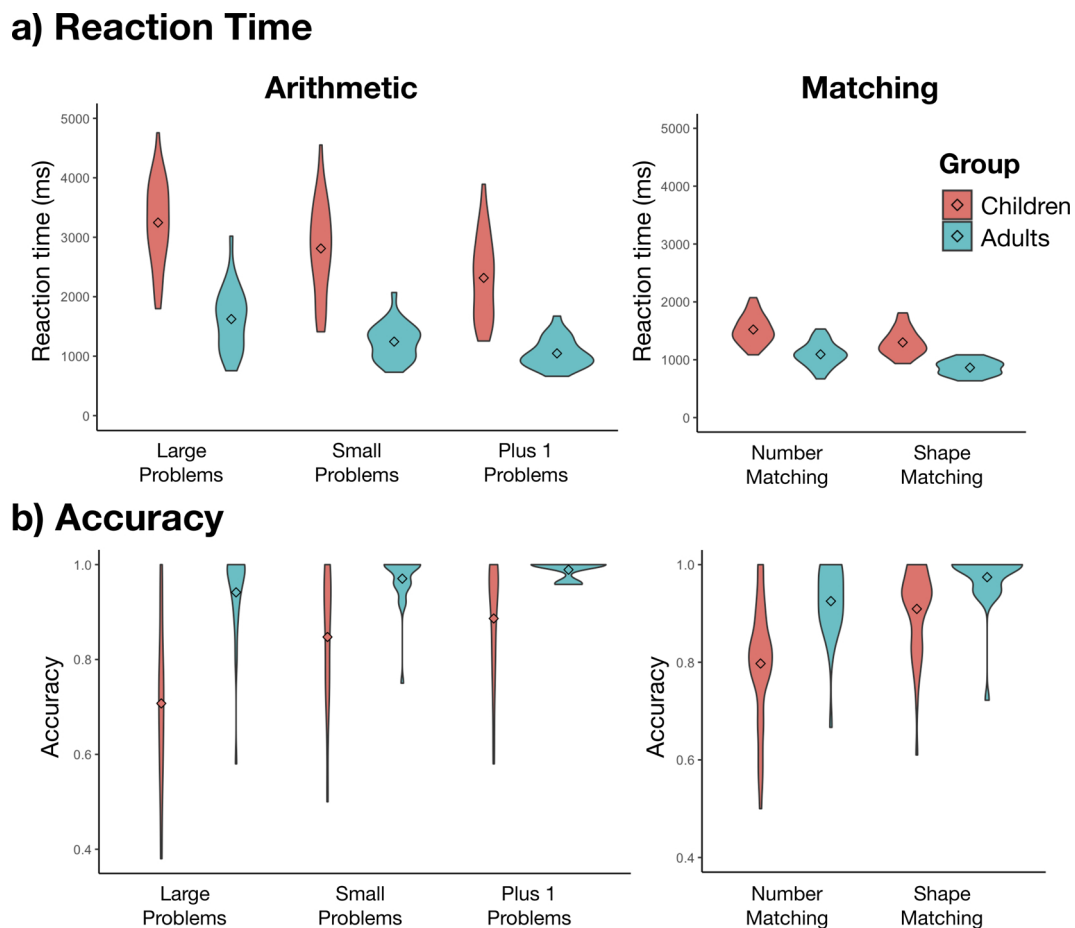 a) Reaction Time
Arithmetic
Reaction time (ms)
5000
4000
3000
2000
1000
0
Large
Problems
Small
Problems
Plus 1
Problems
Matching
Reaction time (ms)
5000
4000
3000
2000
1000
0
Number
Matching
Shape
Matching
Group
Children
Adults
b) Accuracy
Accuracy
1.0
0.8
0.6
0.4
Large
Problems
Small
Problems
Plus 1
Problems
Accuracy
1.0
0.8
0.6
0.4
Number
Matching
Shape
Matching